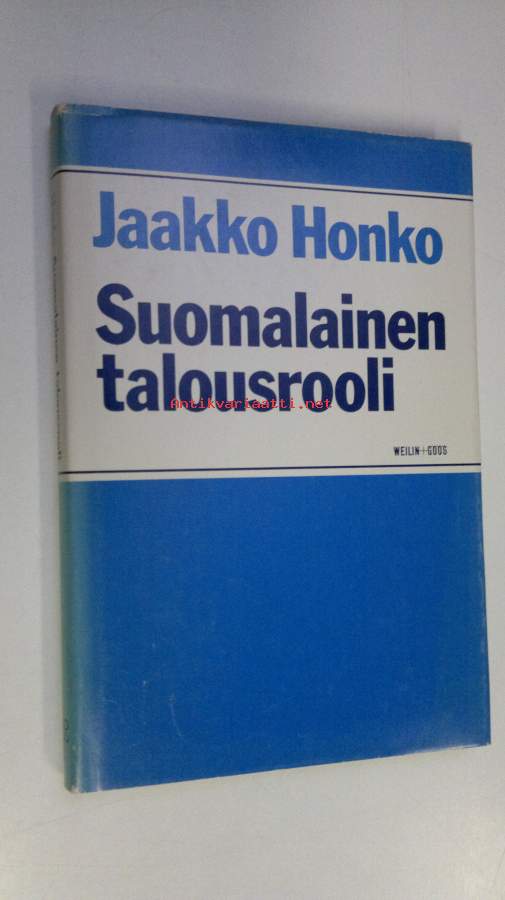 Jaakko Honko
Suomalainen
talousrooli
Antikvariaatti.net
WEILIN+GÖÖS